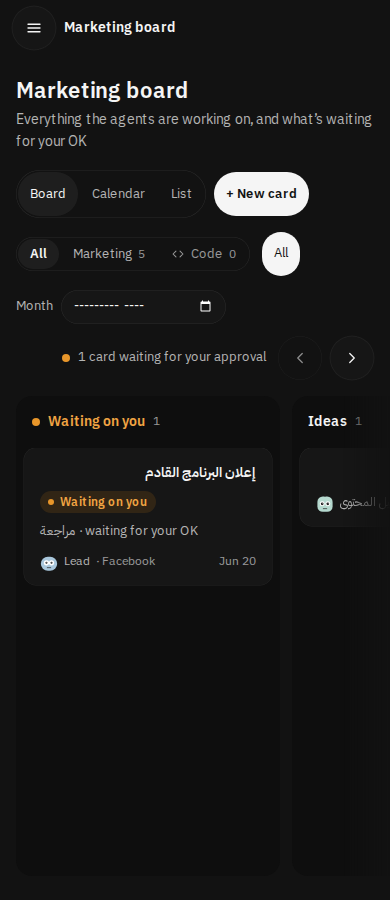 Marketing board
Marketing board
Everything the agents are working on, and what's waiting
for your OK
Board Calendar List + New card
All Marketing 5 Code 0 All
Month --------- ----
1 card waiting for your approval
Waiting on you 1
إعلان البرنامج القادم
Waiting on you
مراجعة · waiting for your OK
Lead · Facebook Jun 20
Ideas 1
المحتوى